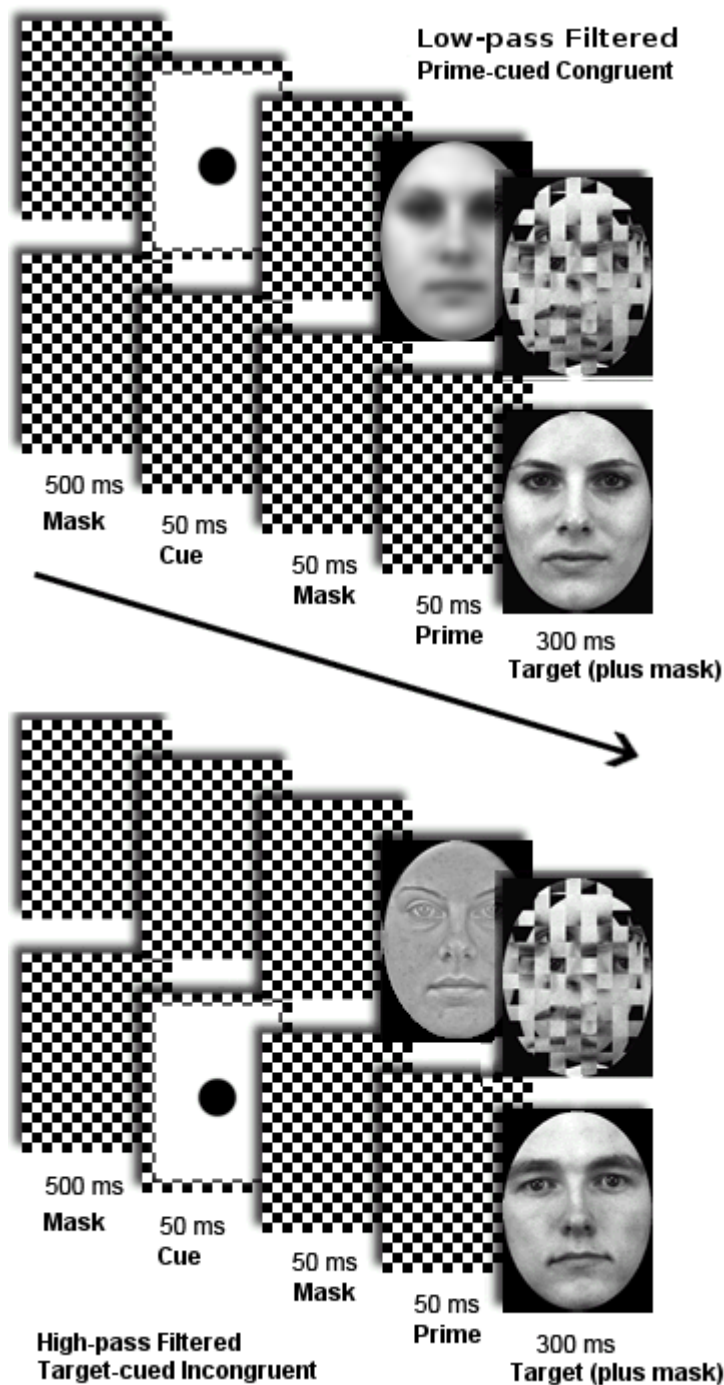 Low-pass Filtered
Prime-cued Congruent
500 ms
Mask
50 ms
Cue
50 ms
Mask
50 ms
Prime
300 ms
Target (plus mask)
500 ms
Mask
50 ms
Cue
50 ms
Mask
50 ms
Prime
300 ms
Target (plus mask)
High-pass Filtered
Target-cued Incongruent